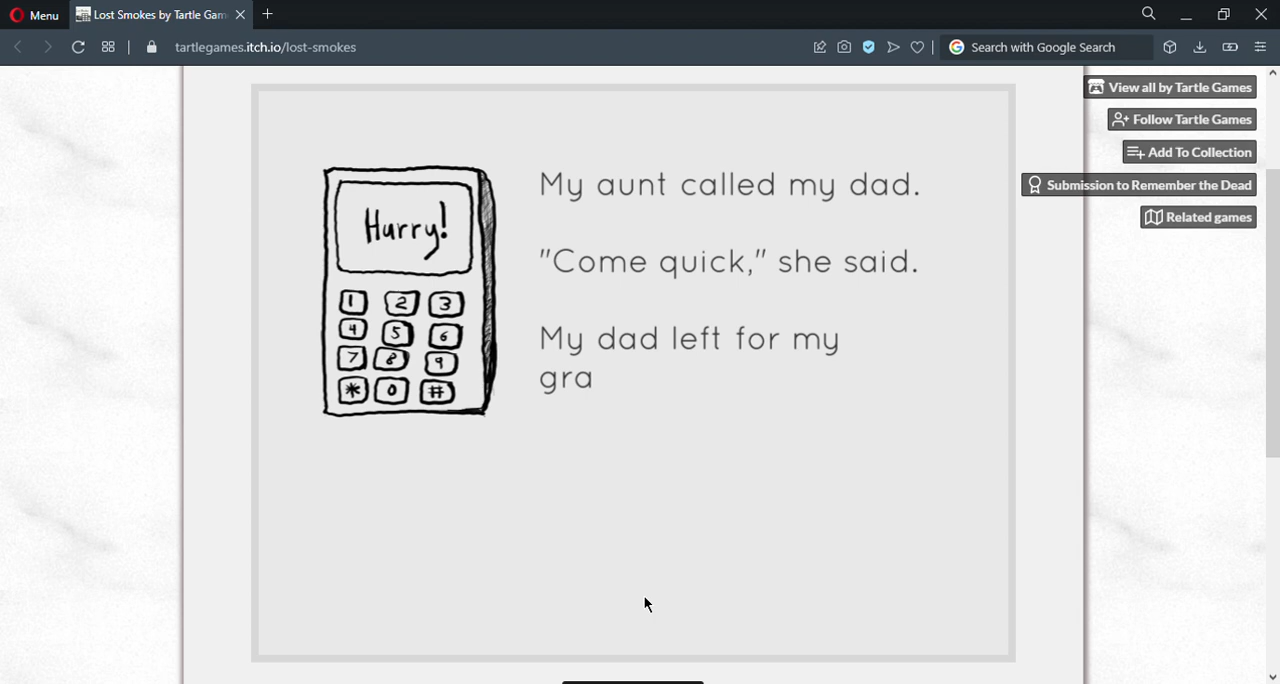 Menu
Lost Smokes by Tartle Gam
tartlegames.itch.io/lost-smokes
Search with Google Search
View all by Tartle Games
Follow Tartle Games
Add To Collection
Submission to Remember the Dead
Related games
Hurry!
1 2 3
4 5 6
7 8 9
* 0 #
My aunt called my dad.
"Come quick," she said.
My dad left for my
gra